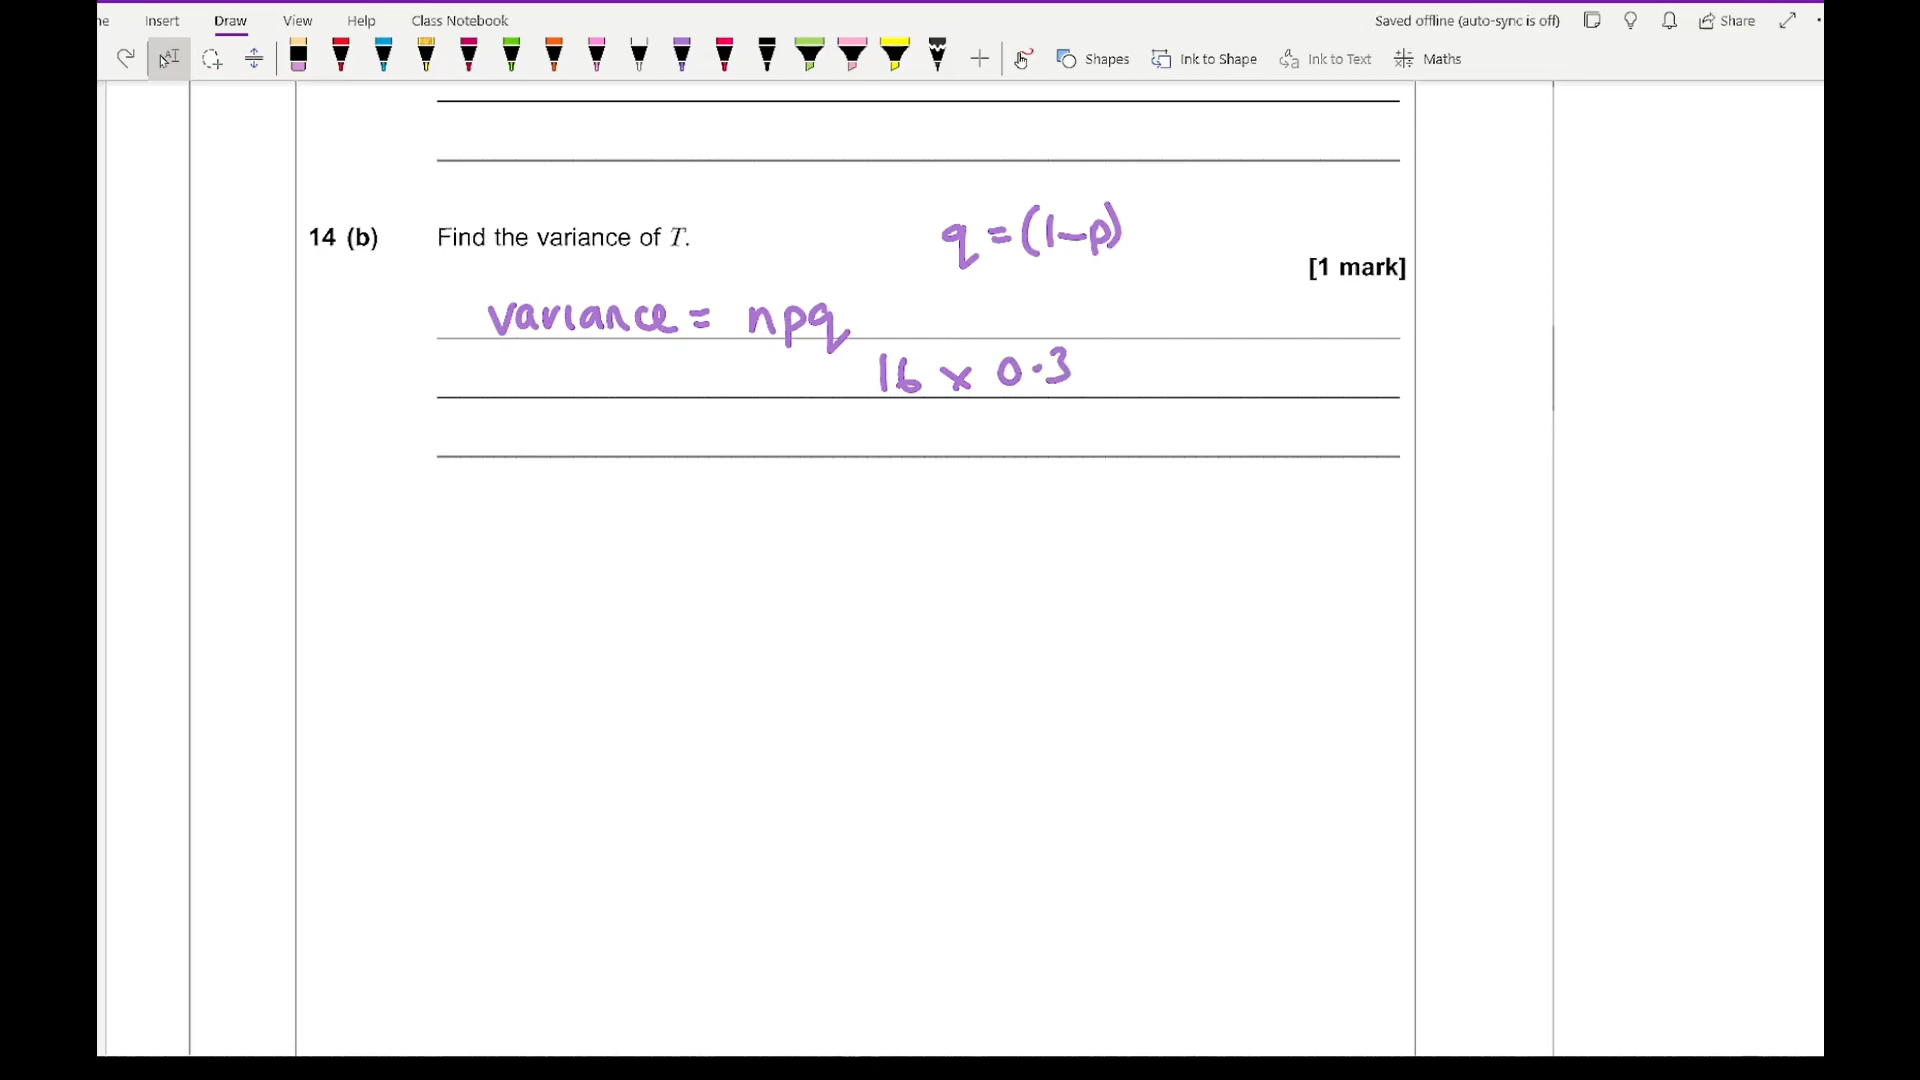 ne Insert Draw View Help Class Notebook Saved offline (auto-sync is off) Share
Shapes Ink to Shape Ink to Text Maths
14 (b) Find the variance of T. q = (1-p)
[1 mark]
variance = npq
16 x 0.3